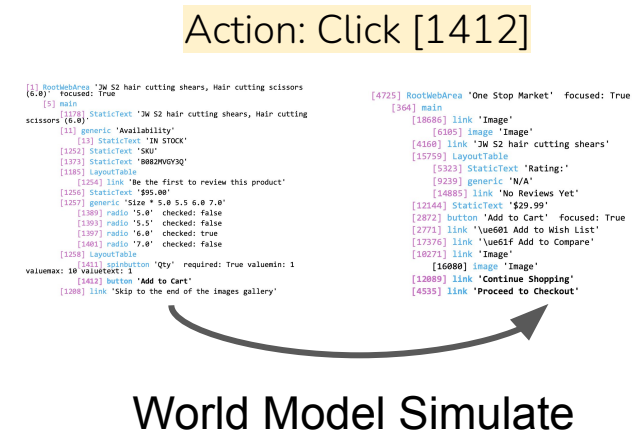 Action: Click [1412]
[1] RootWebArea 'JW S2 hair cutting shears, Hair cutting scissors
(6.0)' focused: True
[5] main
[1178] StaticText 'JW S2 hair cutting shears, Hair cutting
scissors (6.0)'
[11] generic 'Availability'
[13] StaticText 'IN STOCK'
[1252] StaticText 'SKU'
[1373] StaticText 'B082MVGY3Q'
[1185] LayoutTable
[1254] link 'Be the first to review this product'
[1256] StaticText '$95.00'
[1257] generic 'Size * 5.0 5.5 6.0 7.0'
[1389] radio '5.0' checked: false
[1393] radio '5.5' checked: false
[1397] radio '6.0' checked: true
[1401] radio '7.0' checked: false
[1258] LayoutTable
[1411] spinbutton 'Qty' required: True valuemin: 1
valuemax: 10 valuetext: 1
[1412] button 'Add to Cart'
[1208] link 'Skip to the end of the images gallery'
[4725] RootWebArea 'One Stop Market' focused: True
[364] main
[18686] link 'Image'
[6105] image 'Image'
[4160] link 'JW S2 hair cutting shears'
[15759] LayoutTable
[5323] StaticText 'Rating:'
[9239] generic 'N/A'
[14885] link 'No Reviews Yet'
[12144] StaticText '$29.99'
[2872] button 'Add to Cart' focused: True
[2771] link '\ue601 Add to Wish List'
[17376] link '\ue61f Add to Compare'
[10271] link 'Image'
[16080] image 'Image'
[12089] link 'Continue Shopping'
[4535] link 'Proceed to Checkout'
World Model Simulate